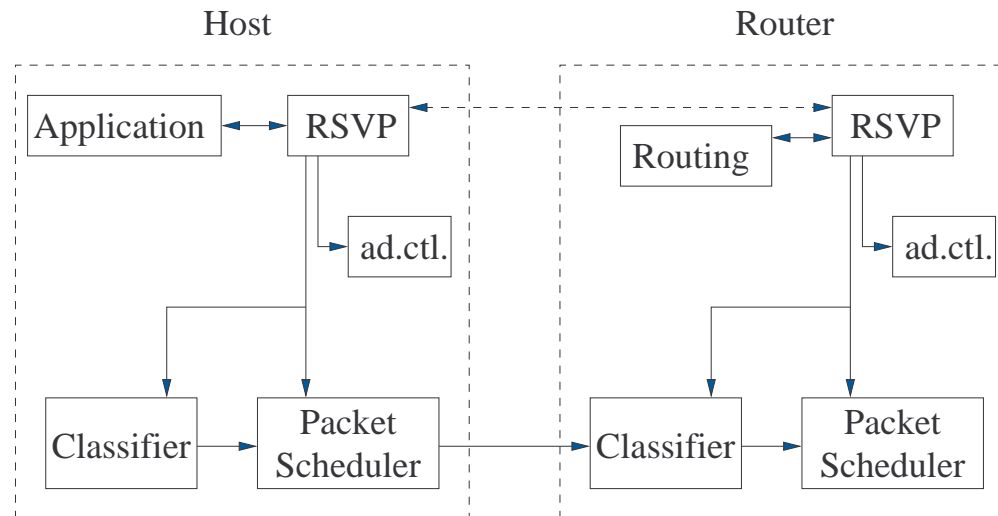 Host
Router
Application
RSVP
RSVP
Routing
ad.ctl.
ad.ctl.
Classifier
Packet
Scheduler
Classifier
Packet
Scheduler